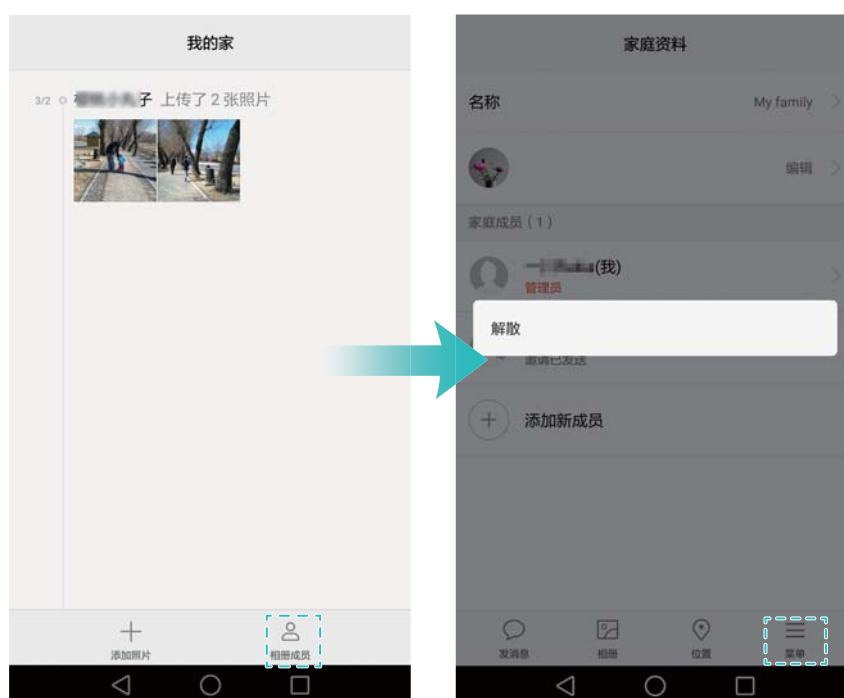 我的家
3/2
子 上传了 2 张照片
添加照片
相册成员
家庭资料
名称
My family
编辑
家庭成员（1）
(我)
管理员
解散
邀请已发送
添加新成员
发消息
相册
位置
菜单